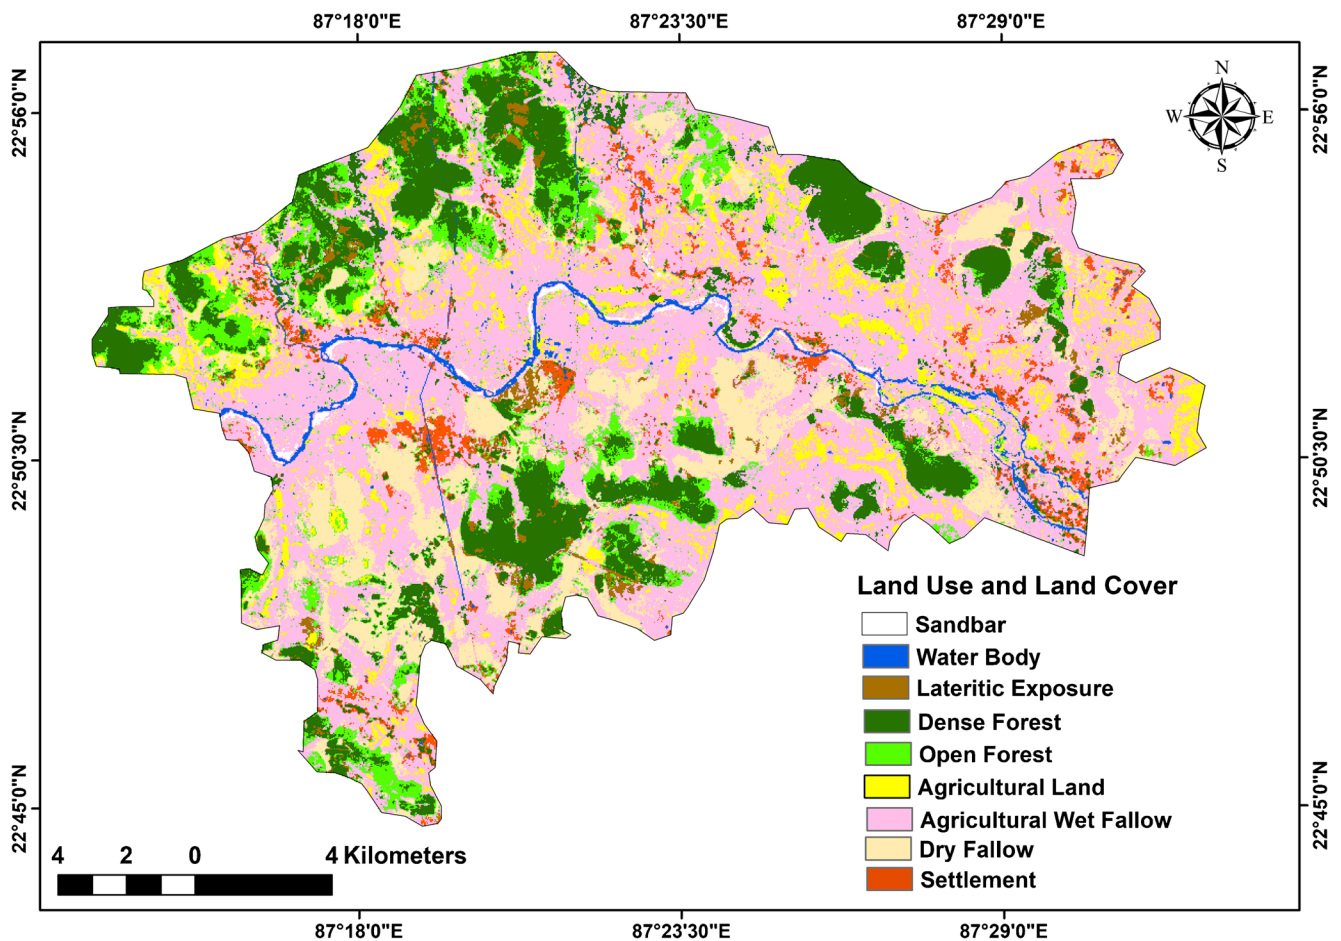 87°18'0"E 87°23'30"E 87°29'0"E
22°56'0"N
22°56'0"N
N
W E
S
22°50'30"N
22°50'30"N
Land Use and Land Cover
Sandbar
Water Body
Lateritic Exposure
Dense Forest
Open Forest
Agricultural Land
Agricultural Wet Fallow
Dry Fallow
Settlement
22°45'0"N
22°45'0"N
4 2 0 4 Kilometers
87°18'0"E 87°23'30"E 87°29'0"E